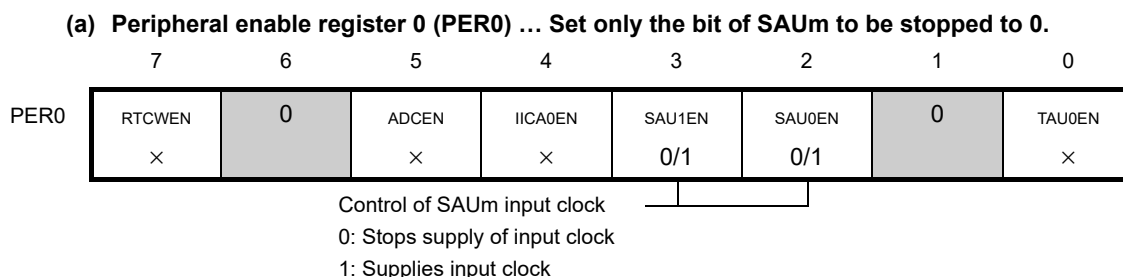 (a) Peripheral enable register 0 (PER0) … Set only the bit of SAUm to be stopped to 0.
7 6 5 4 3 2 1 0
PER0 RTCWEN 0 ADCEN IICA0EN SAU1EN SAU0EN 0 TAU0EN
× × × 0/1 0/1 ×
Control of SAUm input clock
0: Stops supply of input clock
1: Supplies input clock